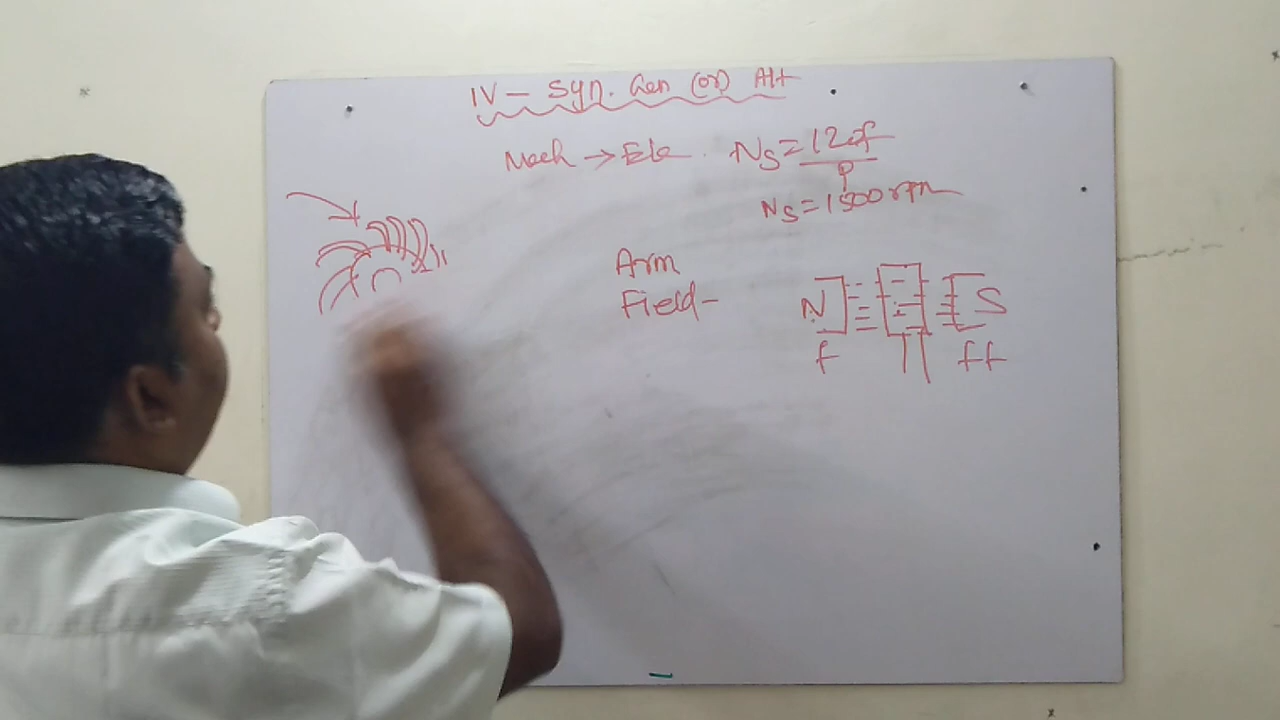 IV - Syn. Gen (or) Alt
Mech → Ele. Ns = 120f/P
Ns = 1500 rpm
Arm
Field -
N S
f ff